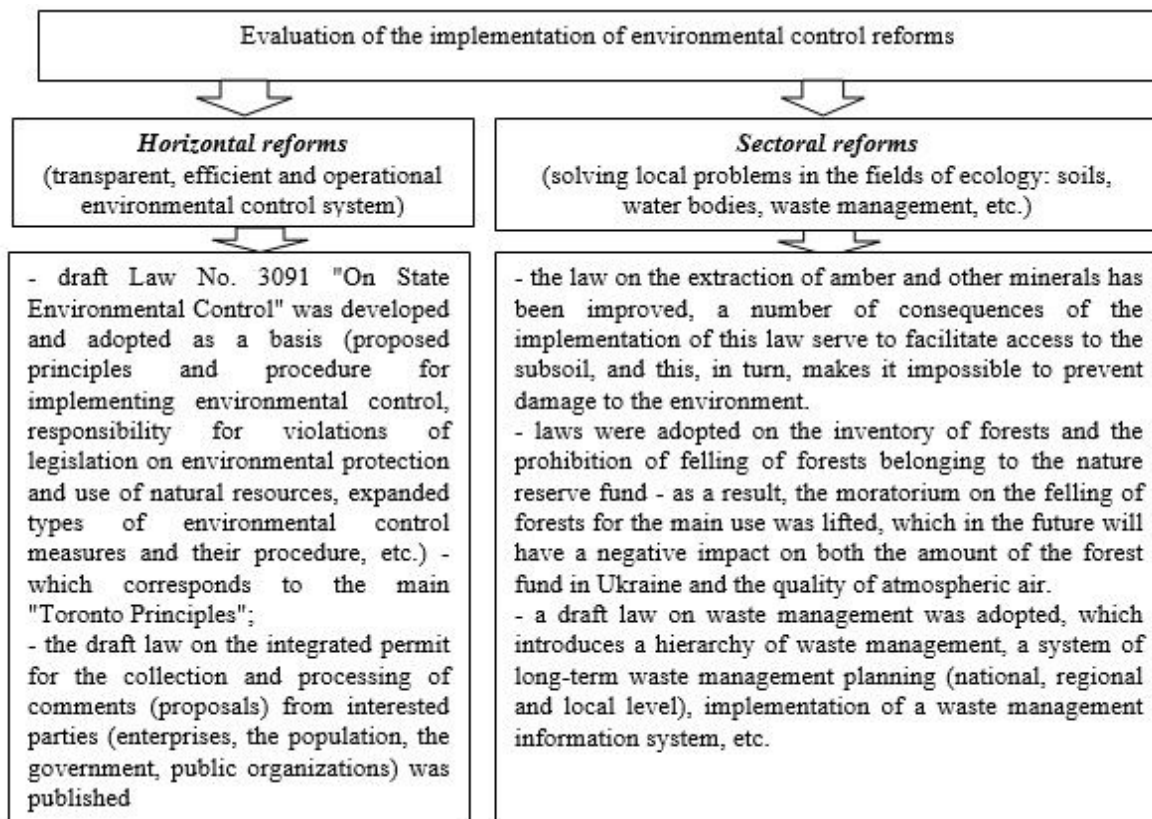 Evaluation of the implementation of environmental control reforms
Horizontal reforms
(transparent, efficient and operational
environmental control system)
Sectoral reforms
(solving local problems in the fields of ecology: soils,
water bodies, waste management, etc.)
- draft Law No. 3091 "On State
Environmental Control" was developed
and adopted as a basis (proposed
principles and procedure for
implementing environmental control,
responsibility for violations of
legislation on environmental protection
and use of natural resources, expanded
types of environmental control
measures and their procedure, etc.) -
which corresponds to the main
"Toronto Principles";
- the draft law on the integrated permit
for the collection and processing of
comments (proposals) from interested
parties (enterprises, the population, the
government, public organizations) was
published
- the law on the extraction of amber and other minerals has
been improved, a number of consequences of the
implementation of this law serve to facilitate access to the
subsoil, and this, in turn, makes it impossible to prevent
damage to the environment.
- laws were adopted on the inventory of forests and the
prohibition of felling of forests belonging to the nature
reserve fund - as a result, the moratorium on the felling of
forests for the main use was lifted, which in the future will
have a negative impact on both the amount of the forest
fund in Ukraine and the quality of atmospheric air.
- a draft law on waste management was adopted, which
introduces a hierarchy of waste management, a system of
long-term waste management planning (national, regional
and local level), implementation of a waste management
information system, etc.